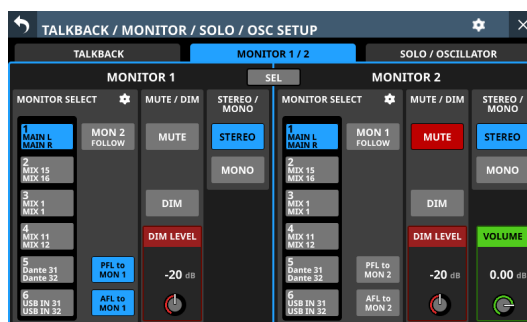 TALKBACK / MONITOR / SOLO / OSC SETUP
TALKBACK
MONITOR 1 / 2
SOLO / OSCILLATOR
MONITOR 1
SEL
MONITOR 2
MONITOR SELECT
MUTE / DIM
STEREO /
MONO
1
MAIN L
MAIN R
MON 2
FOLLOW
MUTE
STEREO
2
MIX 15
MIX 16
MONO
3
MIX 1
MIX 1
DIM
4
MIX 11
MIX 12
DIM LEVEL
5
Dante 31
Dante 32
PFL to
MON 1
-20 dB
6
USB IN 31
USB IN 32
AFL to
MON 1
MONITOR SELECT
MUTE / DIM
STEREO /
MONO
1
MAIN L
MAIN R
MON 1
FOLLOW
MUTE
STEREO
2
MIX 15
MIX 16
MONO
3
MIX 1
MIX 1
DIM
4
MIX 11
MIX 12
DIM LEVEL
VOLUME
5
Dante 31
Dante 32
PFL to
MON 2
-20 dB
0.00 dB
6
USB IN 31
USB IN 32
AFL to
MON 2